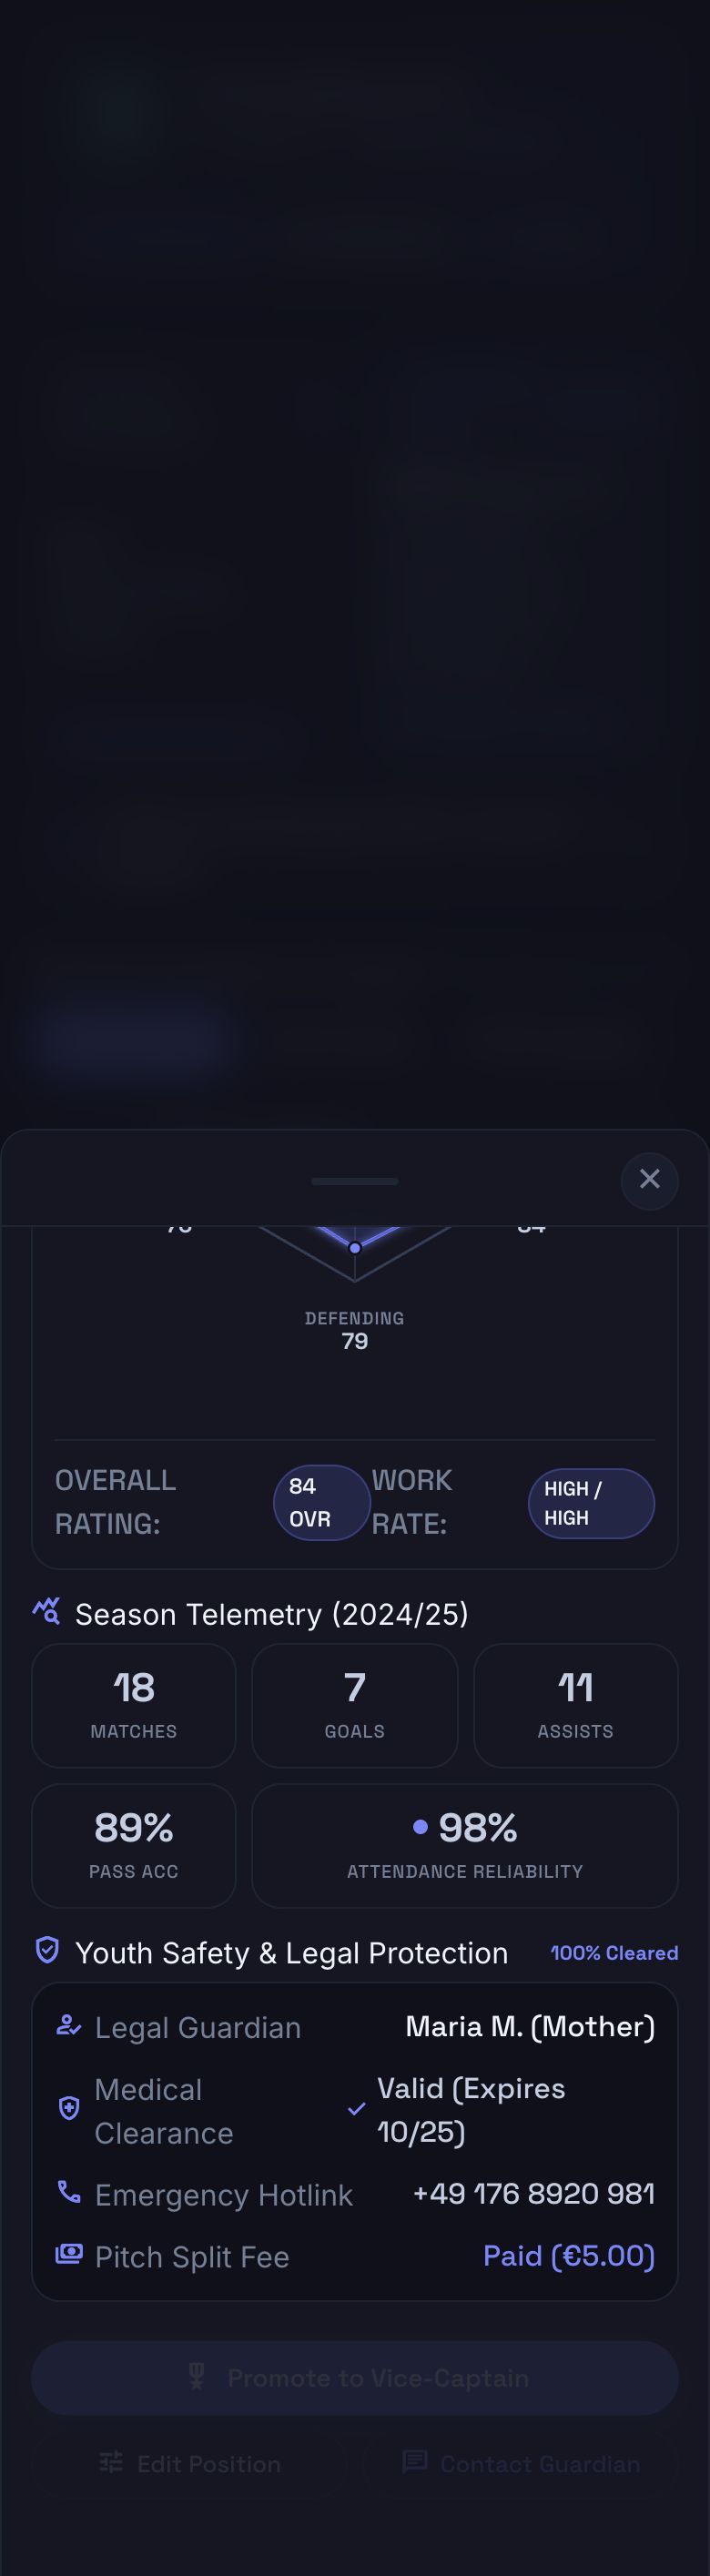 DEFENDING
79
OVERALL RATING:
84 OVR
WORK RATE:
HIGH / HIGH
Season Telemetry (2024/25)
18
MATCHES
7
GOALS
11
ASSISTS
89%
PASS ACC
98%
ATTENDANCE RELIABILITY
Youth Safety & Legal Protection
100% Cleared
Legal Guardian
Maria M. (Mother)
Medical Clearance
Valid (Expires 10/25)
Emergency Hotlink
+49 176 8920 981
Pitch Split Fee
Paid (€5.00)
Promote to Vice-Captain
Edit Position
Contact Guardian